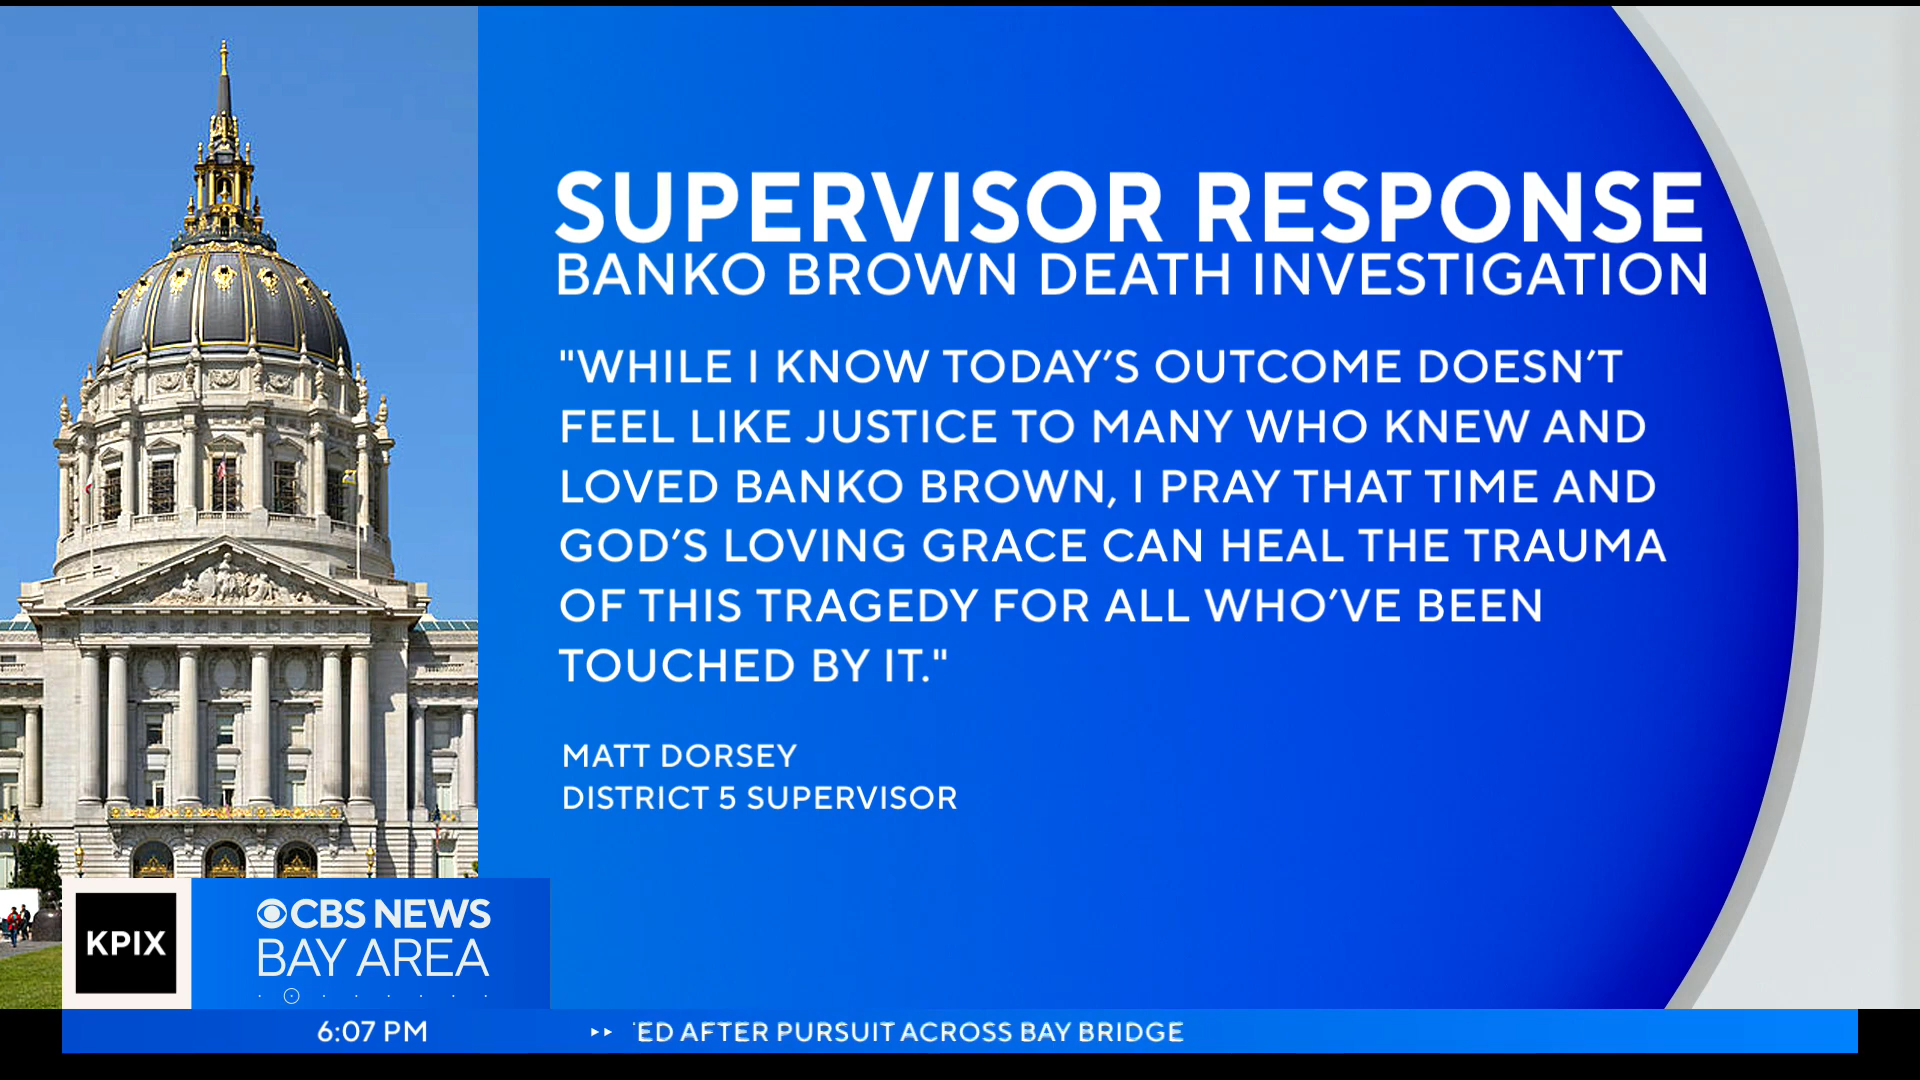 SUPERVISOR RESPONSE
BANKO BROWN DEATH INVESTIGATION
"WHILE I KNOW TODAY’S OUTCOME DOESN’T
FEEL LIKE JUSTICE TO MANY WHO KNEW AND
LOVED BANKO BROWN, I PRAY THAT TIME AND
GOD’S LOVING GRACE CAN HEAL THE TRAUMA
OF THIS TRAGEDY FOR ALL WHO’VE BEEN
TOUCHED BY IT."
MATT DORSEY
DISTRICT 5 SUPERVISOR
KPIX
CBS NEWS
BAY AREA
6:07 PM
ED AFTER PURSUIT ACROSS BAY BRIDGE